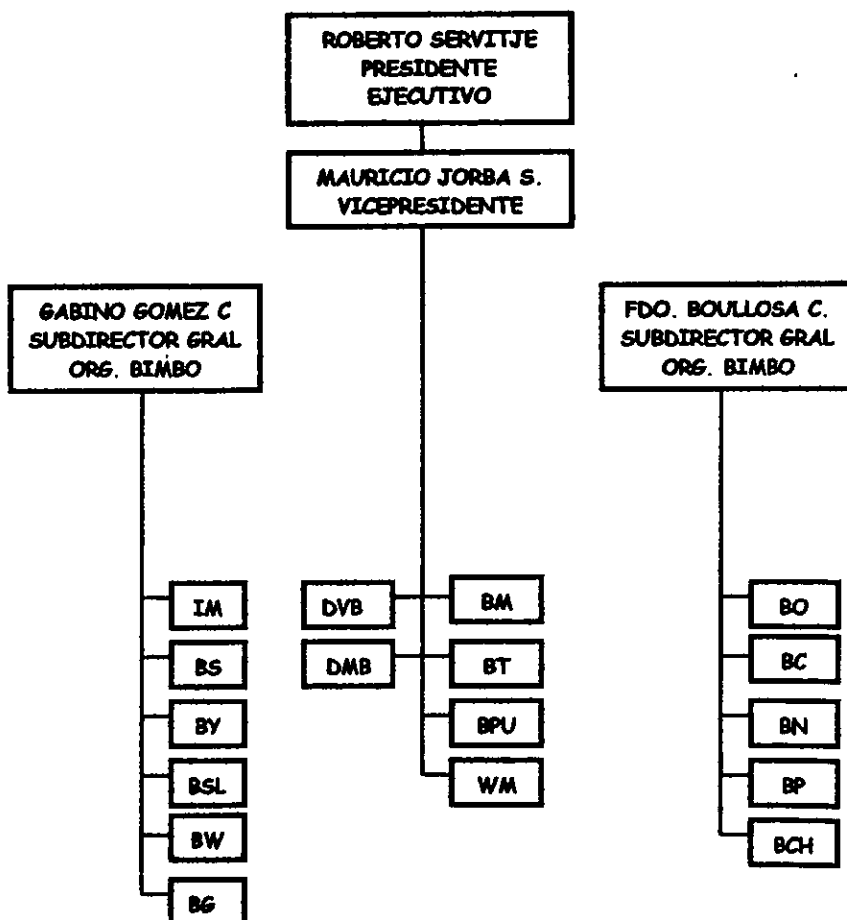 ROBERTO SERVITJE
PRESIDENTE
EJECUTIVO
MAURICIO JORBA S.
VICEPRESIDENTE
GABINO GOMEZ C
SUBDIRECTOR GRAL
ORG. BIMBO
FDO. BOULLOSA C.
SUBDIRECTOR GRAL
ORG. BIMBO
IM
BS
BY
BSL
BW
BG
DVB
BM
DMB
BT
BPU
WM
BO
BC
BN
BP
BCH